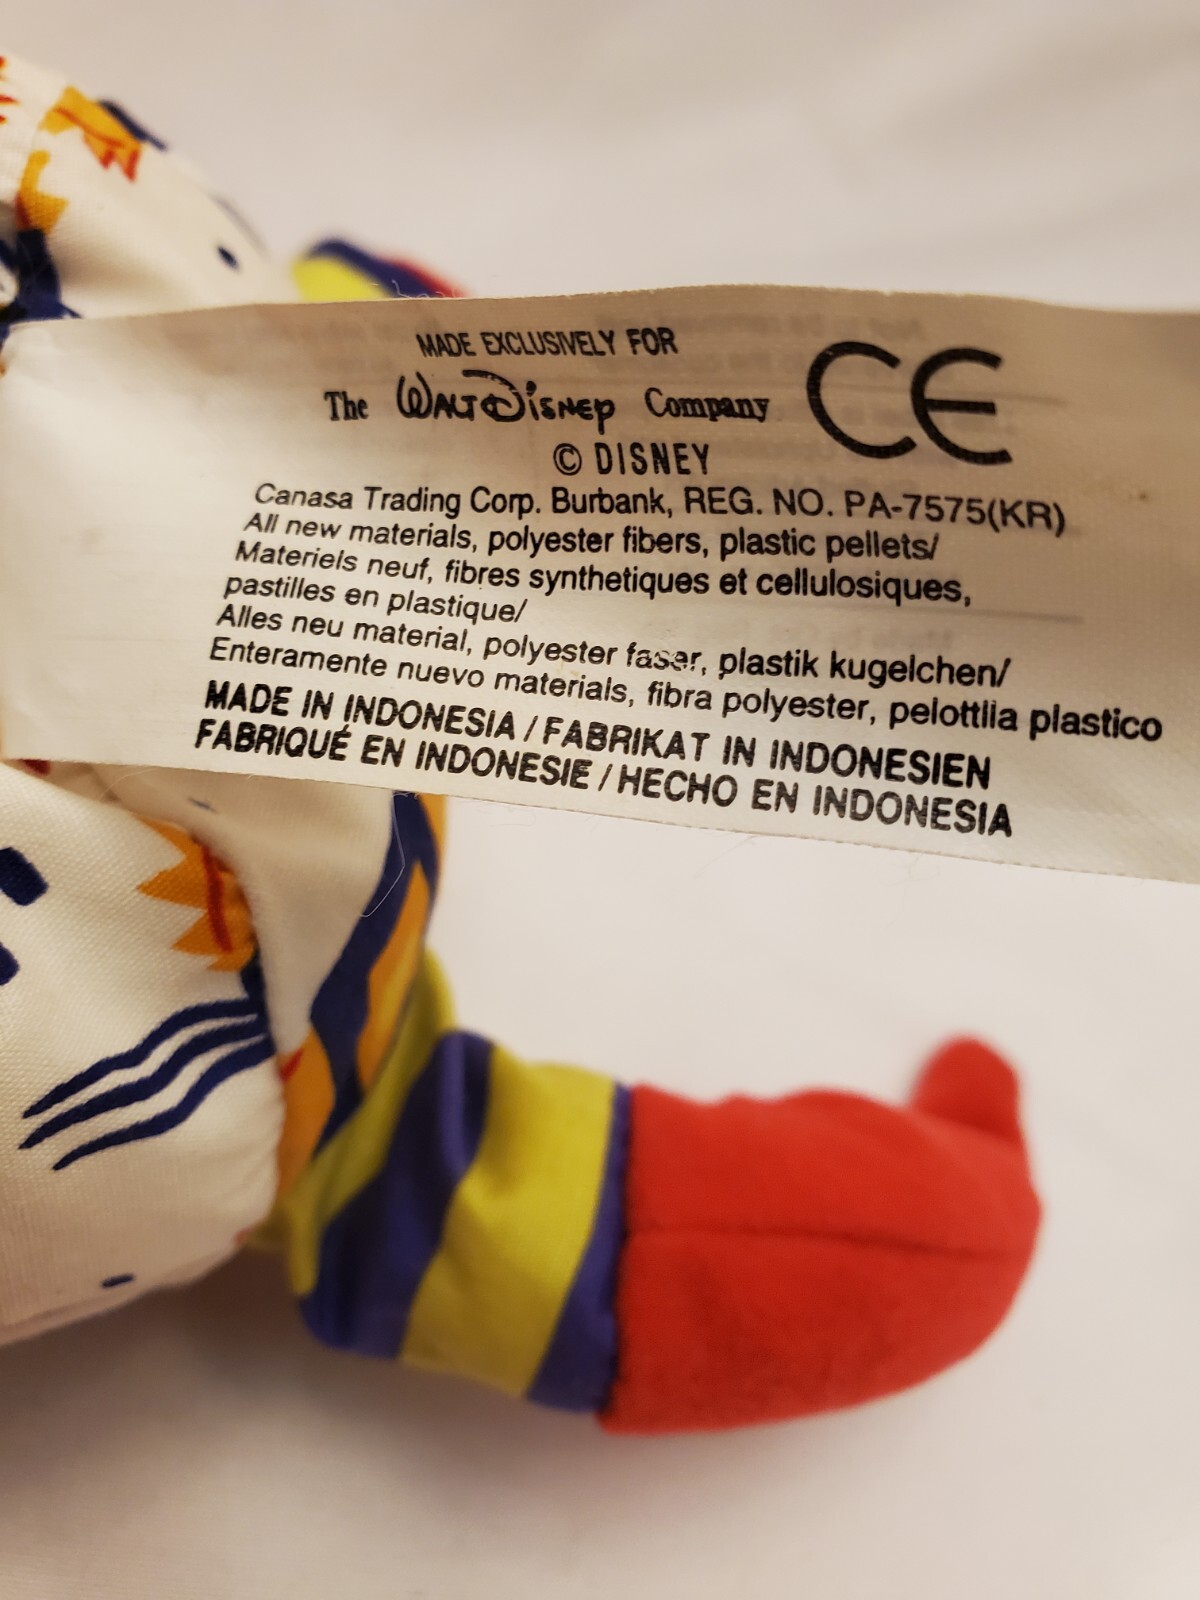 MADE EXCLUSIVELY FOR
The WALT DISNEY Company
CE
© DISNEY
Canasa Trading Corp. Burbank, REG. NO. PA-7575(KR)
All new materials, polyester fibers, plastic pellets/
Materiels neuf, fibres synthetiques et cellulosiques,
pastilles en plastique/
Alles neu material, polyester faser, plastik kugelchen/
Enteramente nuevo materials, fibra polyester, pelottlia plastico
MADE IN INDONESIA / FABRIKAT IN INDONESIEN
FABRIQUÉ EN INDONESIE / HECHO EN INDONESIA